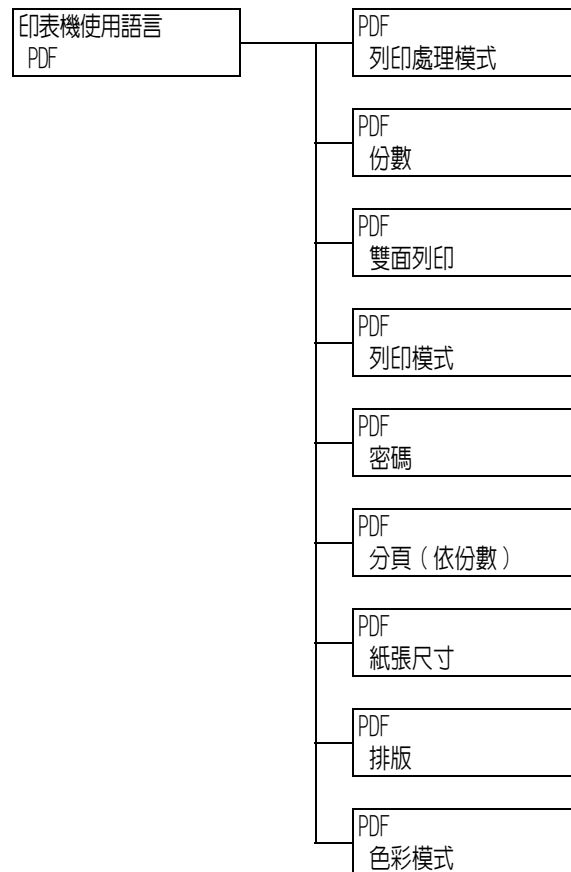 印表機使用語言
PDF
PDF
列印處理模式
PDF
份數
PDF
雙面列印
PDF
列印模式
PDF
密碼
PDF
分頁（依份數）
PDF
紙張尺寸
PDF
排版
PDF
色彩模式